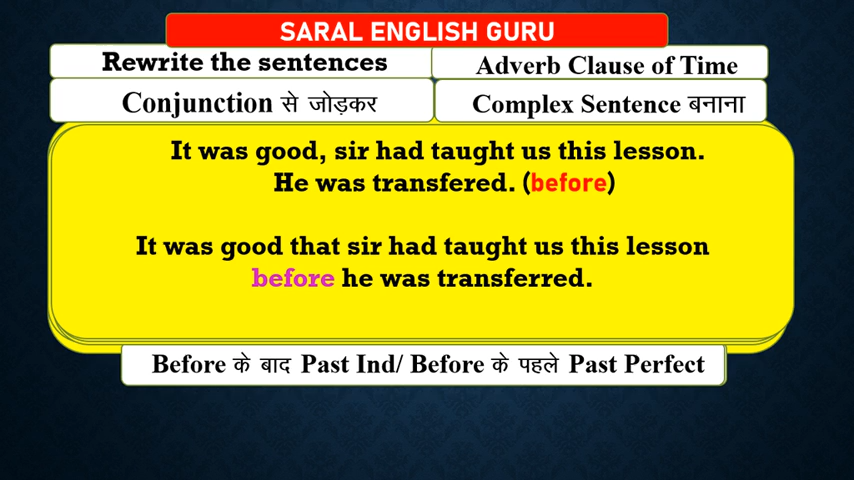 SARAL ENGLISH GURU
Rewrite the sentences
Adverb Clause of Time
Conjunction से जोड़कर
Complex Sentence बनाना
It was good, sir had taught us this lesson.
He was transfered. (before)
It was good that sir had taught us this lesson
before he was transferred.
Before के बाद Past Ind/ Before के पहले Past Perfect